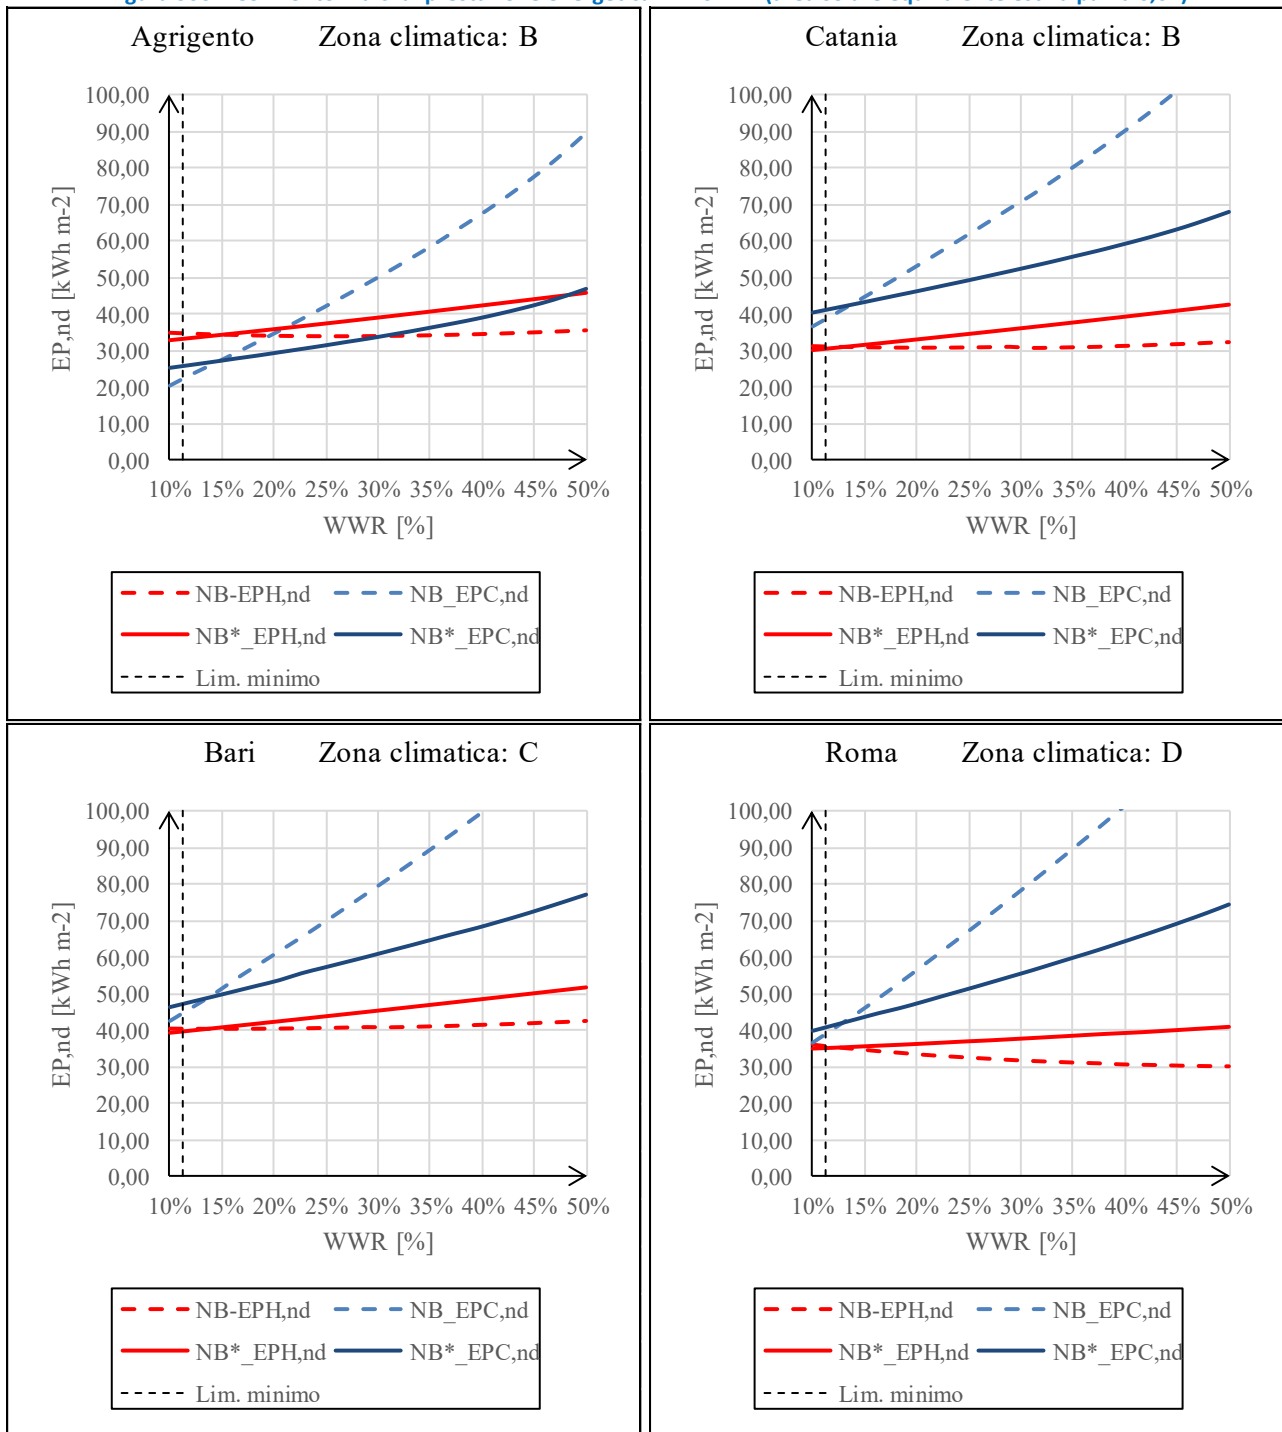 Agrigento Zona climatica: B
100,00
90,00
80,00
70,00
60,00
50,00
40,00
30,00
20,00
10,00
0,00
EP,nd [kWh m-2]
10% 15% 20% 25% 30% 35% 40% 45% 50%
WWR [%]
NB-EPH,nd NB_EPC,nd
NB*_EPH,nd NB*_EPC,nd
Lim. minimo
Catania Zona climatica: B
100,00
90,00
80,00
70,00
60,00
50,00
40,00
30,00
20,00
10,00
0,00
EP,nd [kWh m-2]
10% 15% 20% 25% 30% 35% 40% 45% 50%
WWR [%]
NB-EPH,nd NB_EPC,nd
NB*_EPH,nd NB*_EPC,nd
Lim. minimo
Bari Zona climatica: C
100,00
90,00
80,00
70,00
60,00
50,00
40,00
30,00
20,00
10,00
0,00
EP,nd [kWh m-2]
10% 15% 20% 25% 30% 35% 40% 45% 50%
WWR [%]
NB-EPH,nd NB_EPC,nd
NB*_EPH,nd NB*_EPC,nd
Lim. minimo
Roma Zona climatica: D
100,00
90,00
80,00
70,00
60,00
50,00
40,00
30,00
20,00
10,00
0,00
EP,nd [kWh m-2]
10% 15% 20% 25% 30% 35% 40% 45% 50%
WWR [%]
NB-EPH,nd NB_EPC,nd
NB*_EPH,nd NB*_EPC,nd
Lim. minimo